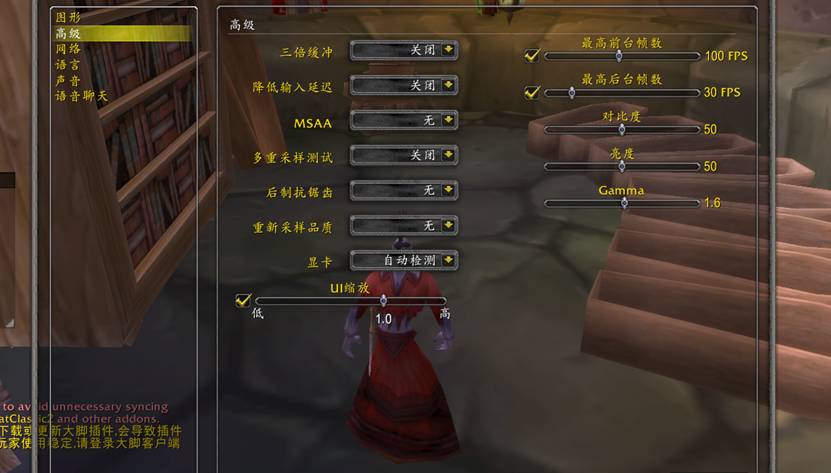 图形
高级
网络
语言
声音
语音聊天
高级
三倍缓冲 关闭
降低输入延迟 关闭
MSAA 无
多重采样测试 关闭
后制抗锯齿 无
重新采样品质 无
显卡 自动检测
UI缩放
低 1.0 高
最高前台帧数
100 FPS
最高后台帧数
30 FPS
对比度
50
亮度
50
Gamma
1.6
to avoid unnecessary syncing
atClassic2 and other addons.
下载或更新大脚插件,会导致插件
玩家使用稳定,请登录大脚客户端